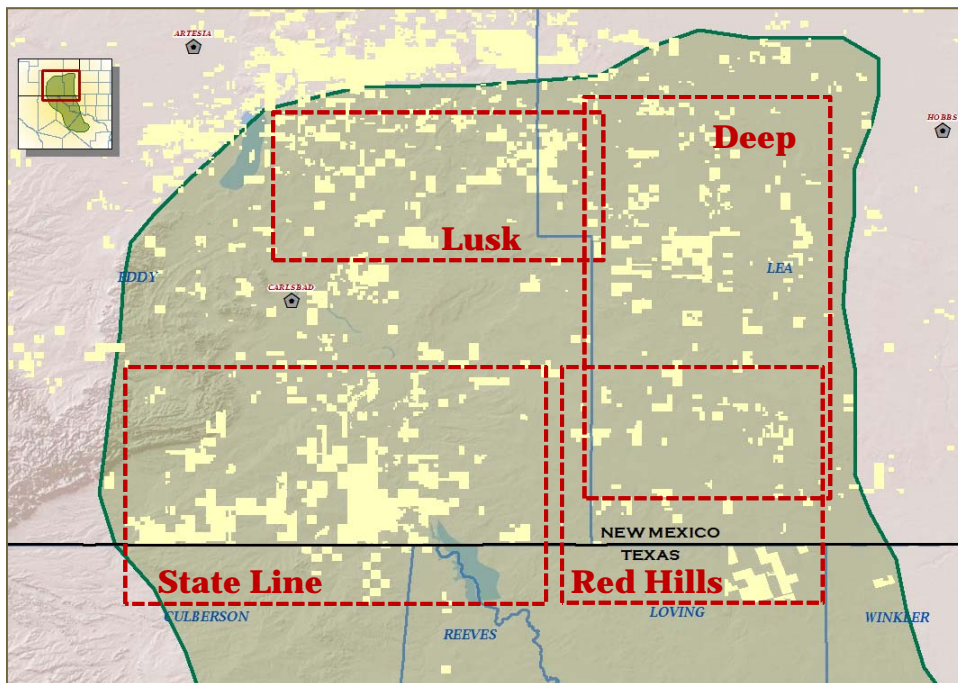 ARTESIA
HOBBS
Deep
Lusk
EDDY
LEA
CARLSBAD
NEW MEXICO
TEXAS
State Line
Red Hills
CULBERSON
REEVES
LOVING
WINKLER